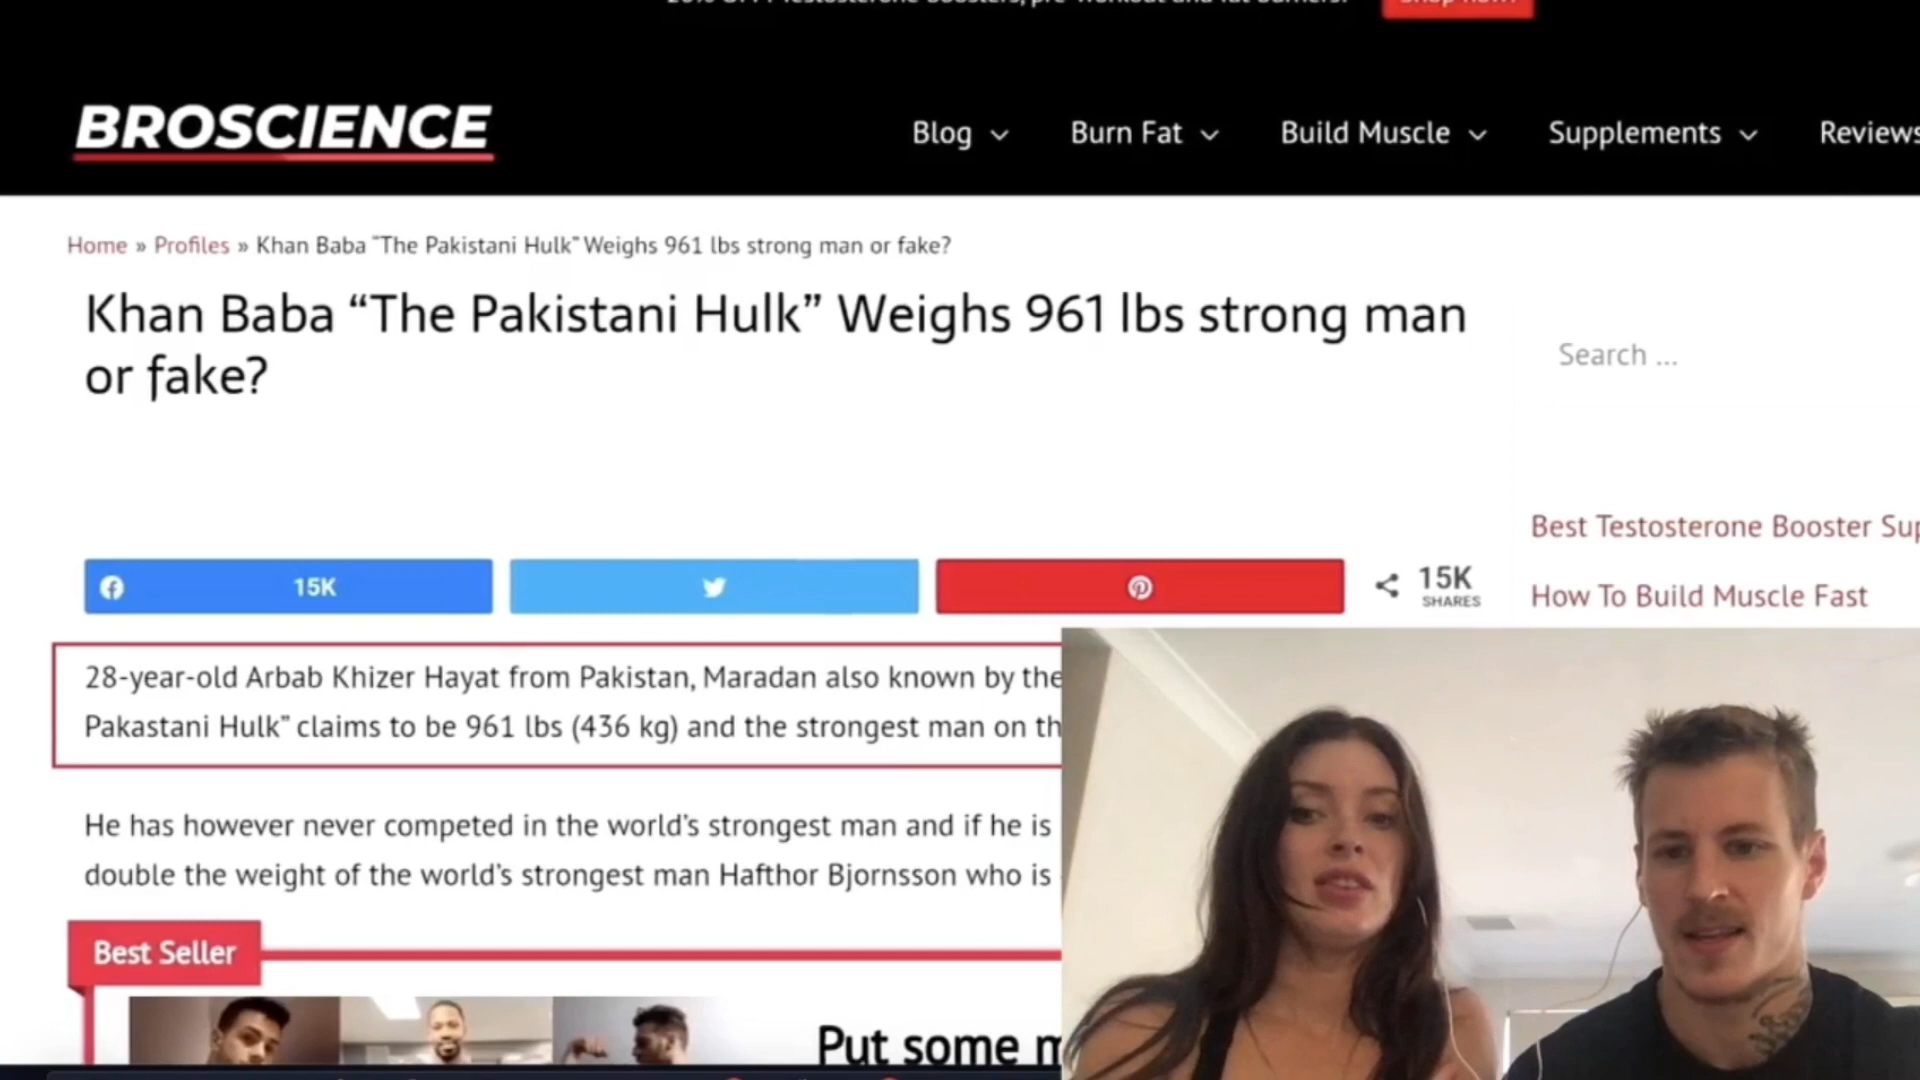 BROSCIENCE
Blog Burn Fat Build Muscle Supplements Reviews
Home » Profiles » Khan Baba “The Pakistani Hulk” Weighs 961 lbs strong man or fake?
Khan Baba “The Pakistani Hulk” Weighs 961 lbs strong man
or fake?
Search ...
15K
15K
SHARES
Best Testosterone Booster
How To Build Muscle Fast
28-year-old Arbab Khizer Hayat from Pakistan, Maradan also known by the
Pakastani Hulk” claims to be 961 lbs (436 kg) and the strongest man on
He has however never competed in the world’s strongest man and if he is
double the weight of the world’s strongest man Hafthor Bjornsson who is
Best Seller
Put some